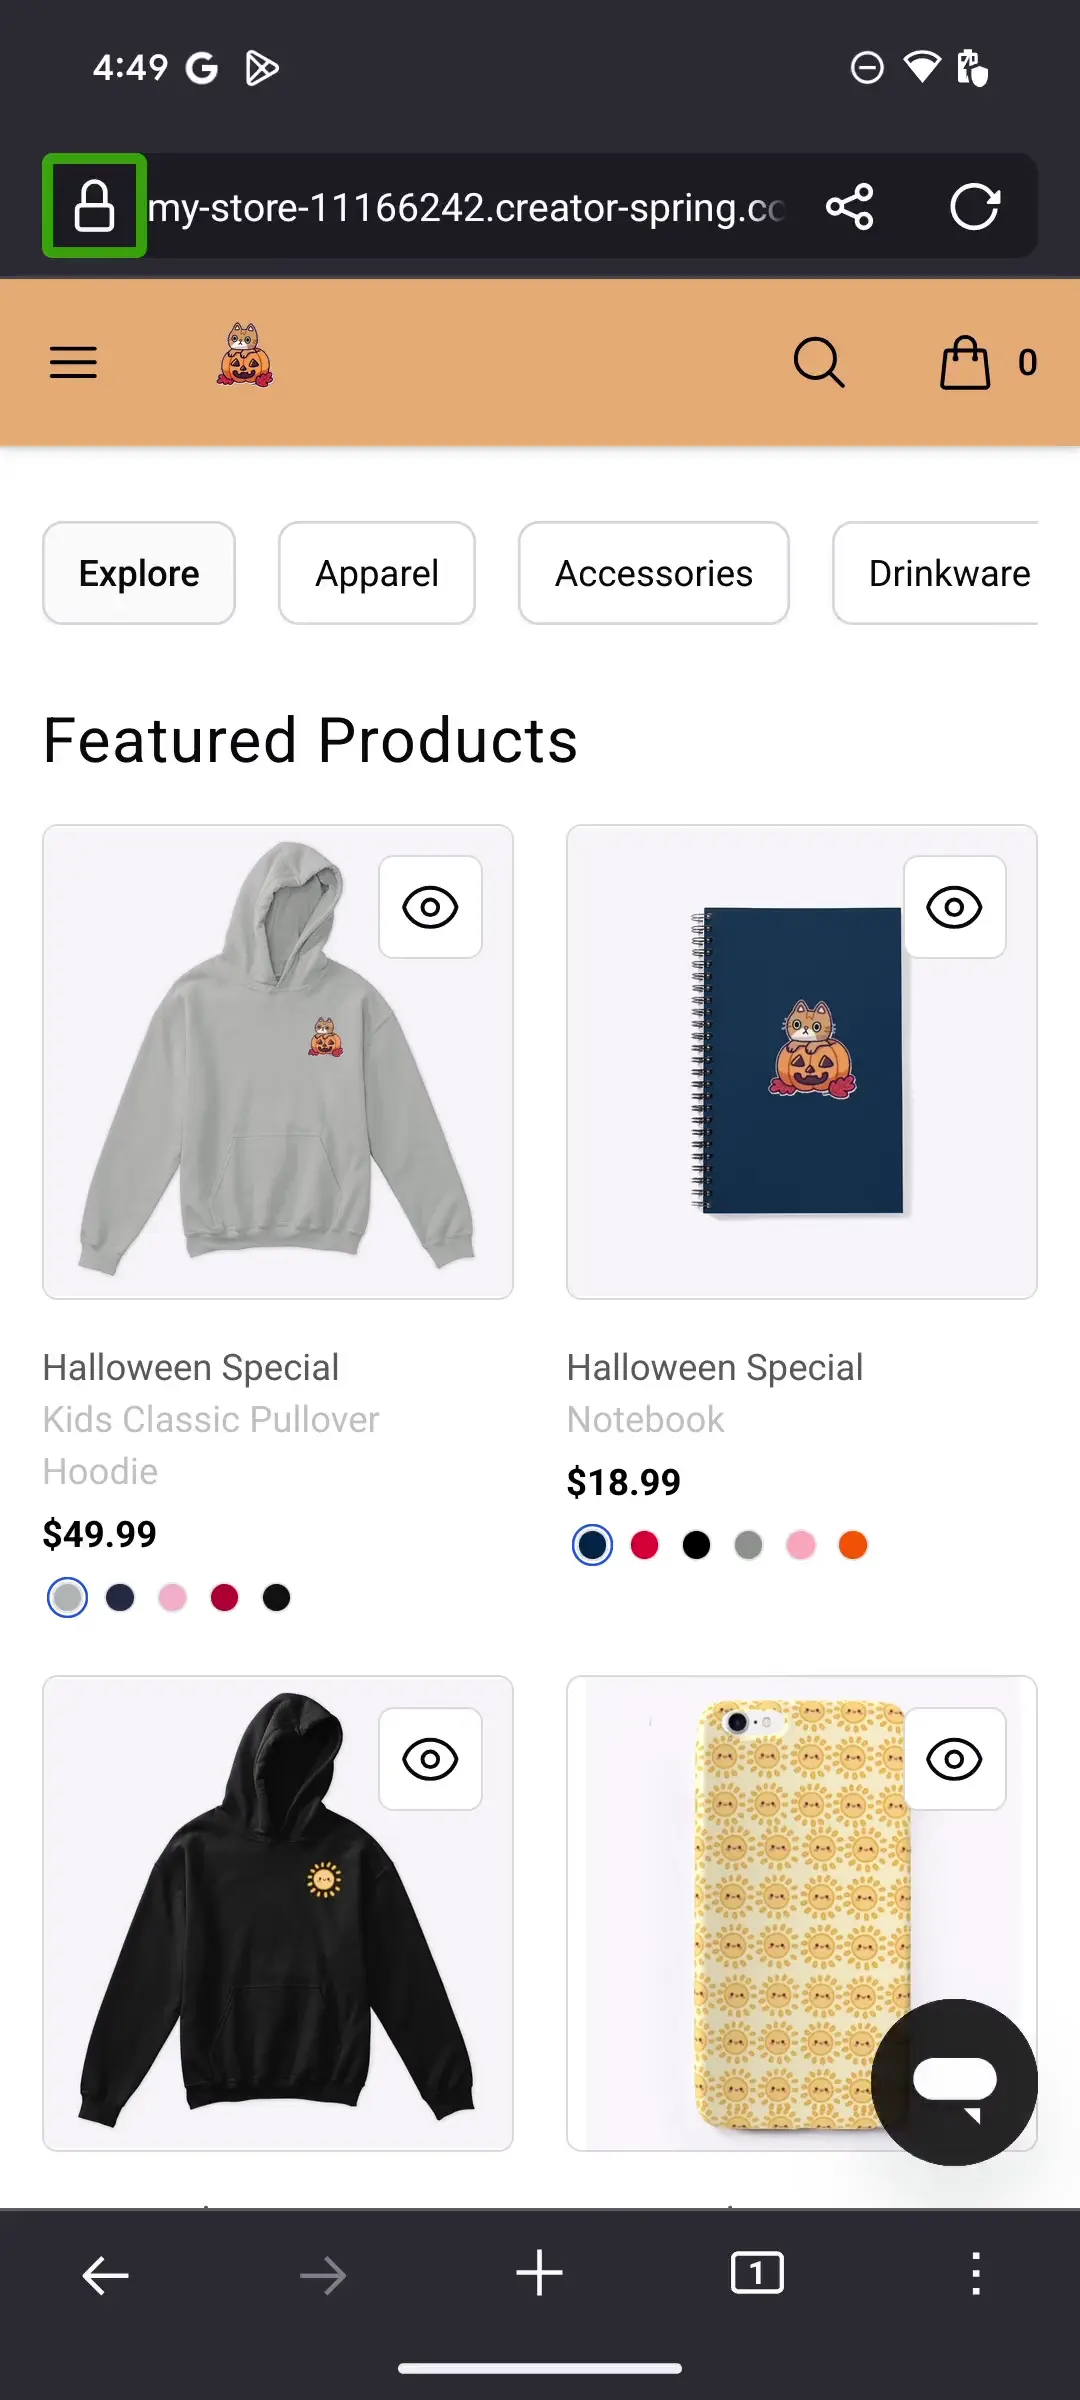 4:49
my-store-11166242.creator-spring.co
0
Explore Apparel Accessories Drinkware
Featured Products
Halloween Special
Kids Classic Pullover
Hoodie
$49.99
Halloween Special
Notebook
$18.99
1